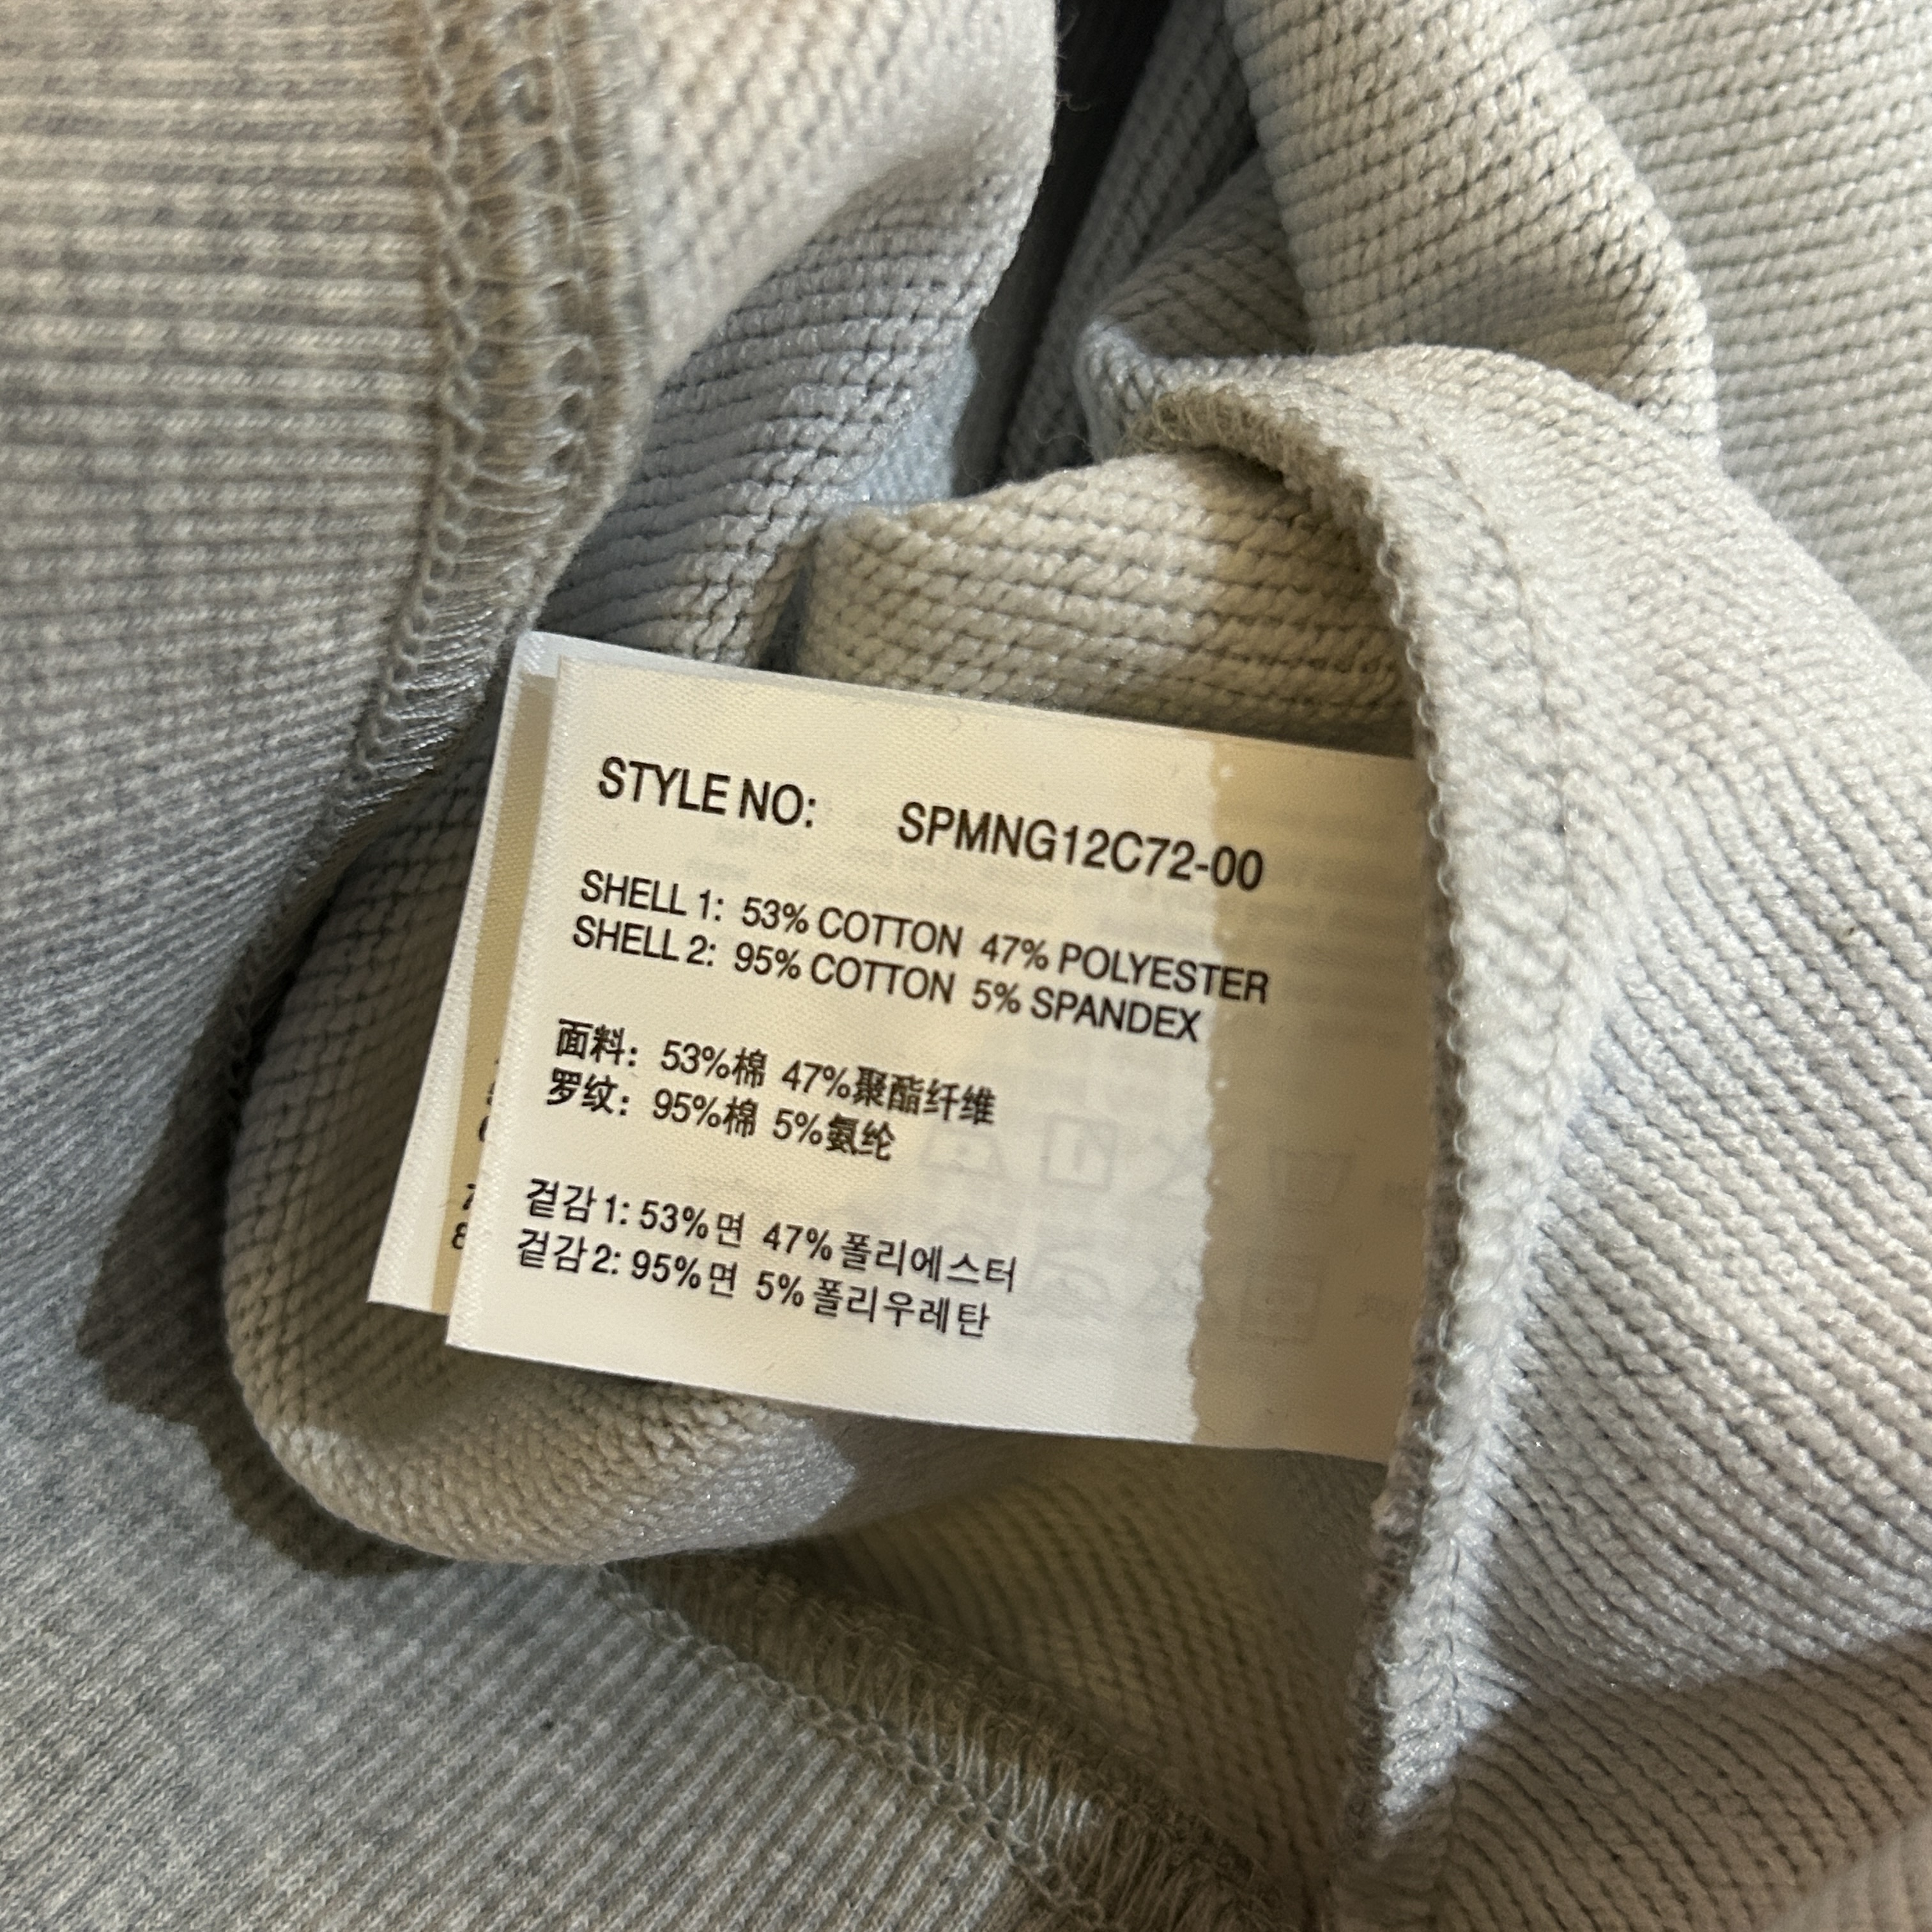 STYLE NO: SPMNG12C72-00
SHELL 1: 53% COTTON 47% POLYESTER
SHELL 2: 95% COTTON 5% SPANDEX
面料: 53%棉 47%聚酯纤维
罗纹: 95%棉 5%氨纶
겉감 1: 53% 면 47% 폴리에스터
겉감 2: 95% 면 5% 폴리우레탄